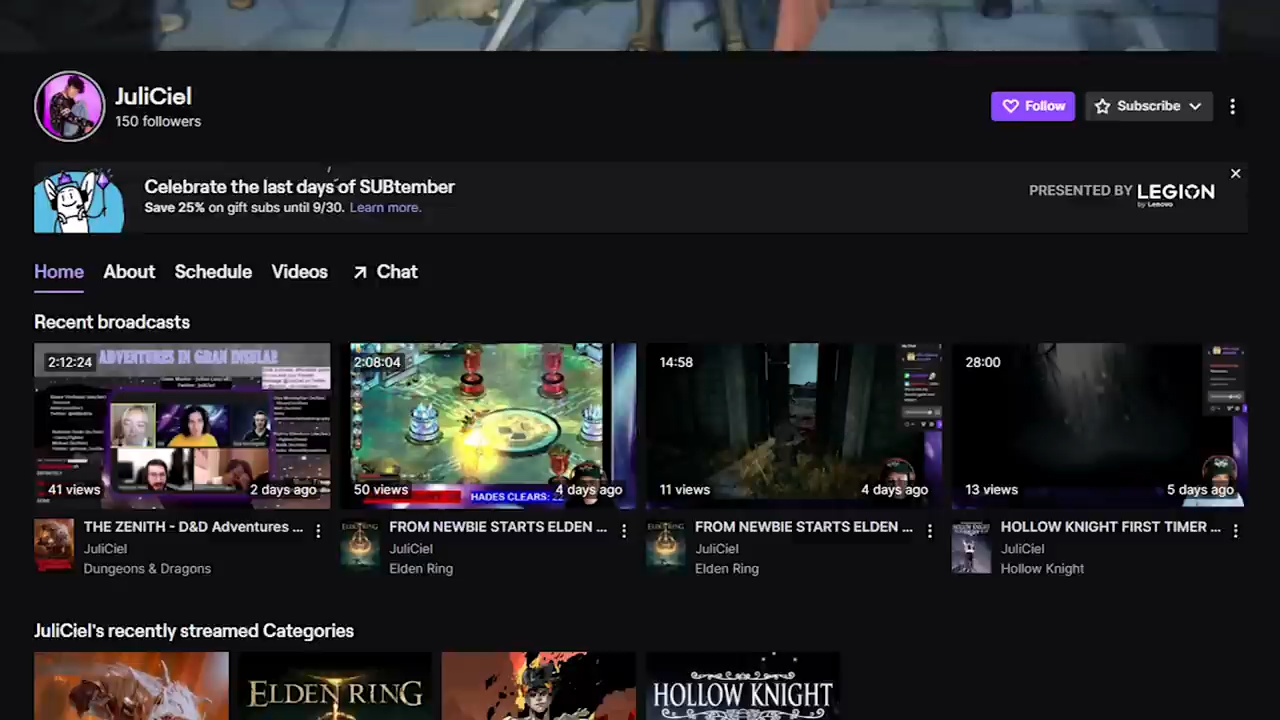 JuliCiel
150 followers
Follow
Subscribe
Celebrate the last days of SUBtember
Save 25% on gift subs until 9/30. Learn more.
PRESENTED BY LEGION
by Lenovo
Home About Schedule Videos Chat
Recent broadcasts
2:12:24
ADVENTURES IN GRAN INSULAE
41 views
2 days ago
THE ZENITH - D&D Adventures ...
JuliCiel
Dungeons & Dragons
2:08:04
HADES CLEARS:
50 views
4 days ago
FROM NEWBIE STARTS ELDEN ...
JuliCiel
Elden Ring
14:58
11 views
4 days ago
FROM NEWBIE STARTS ELDEN ...
JuliCiel
Elden Ring
28:00
13 views
5 days ago
HOLLOW KNIGHT FIRST TIMER ...
JuliCiel
Hollow Knight
JuliCiel's recently streamed Categories
ELDEN RING
HOLLOW KNIGHT